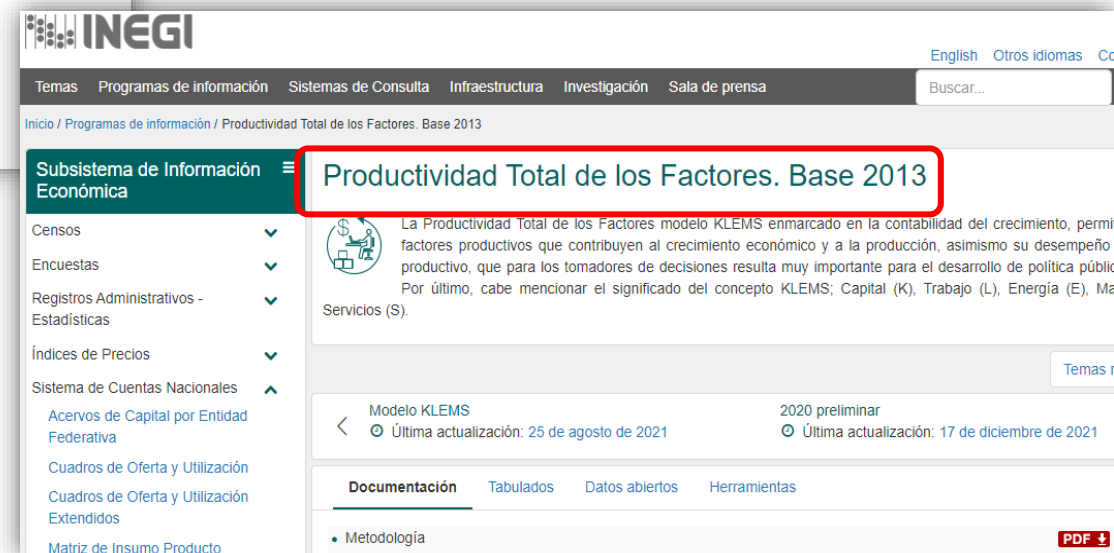 INEGI
English Otros idiomas
Temas Programas de información Sistemas de Consulta Infraestructura Investigación Sala de prensa Buscar...
Inicio / Programas de información / Productividad Total de los Factores. Base 2013
Subsistema de Información
Económica
Censos
Encuestas
Registros Administrativos -
Estadísticas
Índices de Precios
Sistema de Cuentas Nacionales
Acervos de Capital por Entidad
Federativa
Cuadros de Oferta y Utilización
Cuadros de Oferta y Utilización
Extendidos
Matriz de Insumo Producto
Productividad Total de los Factores. Base 2013
La Productividad Total de los Factores modelo KLEMS enmarcado en la contabilidad del crecimiento,
factores productivos que contribuyen al crecimiento económico y a la producción, asimismo su desempeño
productivo, que para los tomadores de decisiones resulta muy importante para el desarrollo de política
Por último, cabe mencionar el significado del concepto KLEMS; Capital (K), Trabajo (L), Energía (E),
Servicios (S).
Temas
Modelo KLEMS
Última actualización: 25 de agosto de 2021
2020 preliminar
Última actualización: 17 de diciembre de 2021
Documentación Tabulados Datos abiertos Herramientas
• Metodología PDF